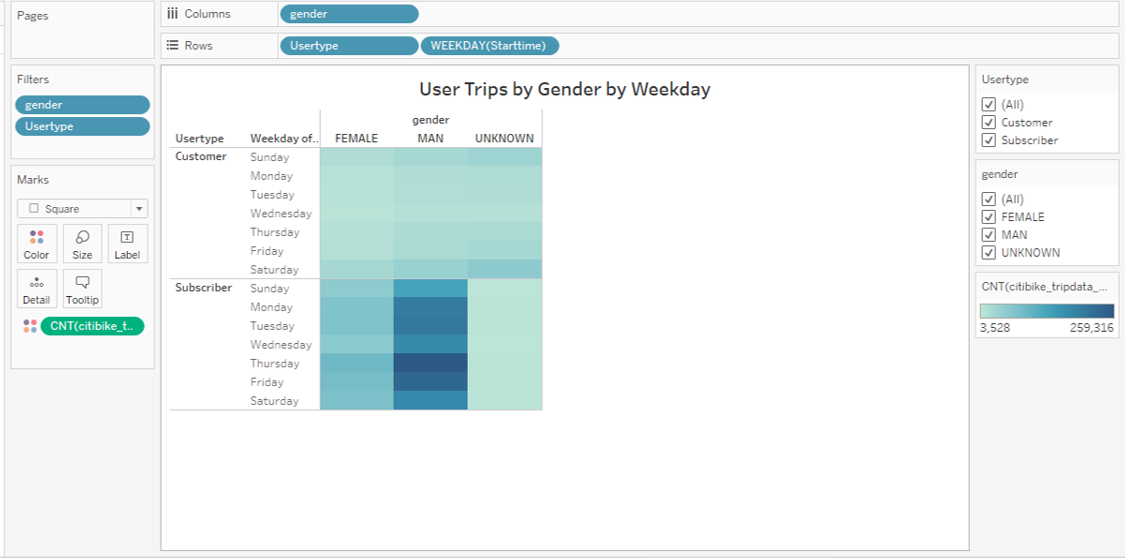 Pages
Columns
gender
Rows
Usertype WEEKDAY(Starttime)
Filters
gender
Usertype
Marks
Square
Color Size Label
Detail Tooltip
CNT(citibike_t..
User Trips by Gender by Weekday
gender
Usertype Weekday of.. FEMALE MAN UNKNOWN
Customer Sunday
Monday
Tuesday
Wednesday
Thursday
Friday
Saturday
Subscriber Sunday
Monday
Tuesday
Wednesday
Thursday
Friday
Saturday
Usertype
(All)
Customer
Subscriber
gender
(All)
FEMALE
MAN
UNKNOWN
CNT(citibike_tripdata_...
3,528 259,316